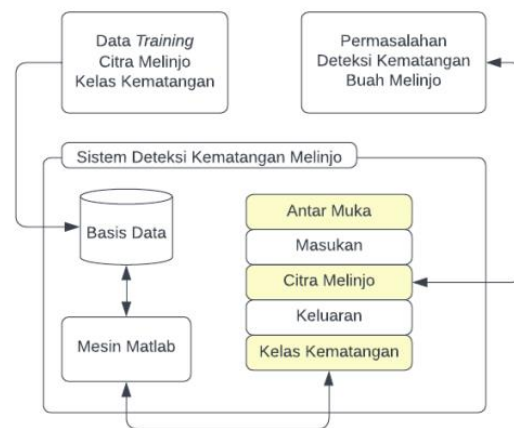 Data Training
Citra Melinjo
Kelas Kematangan
Permasalahan
Deteksi Kematangan
Buah Melinjo
Sistem Deteksi Kematangan Melinjo
Basis Data
Mesin Matlab
Antar Muka
Masukan
Citra Melinjo
Keluaran
Kelas Kematangan